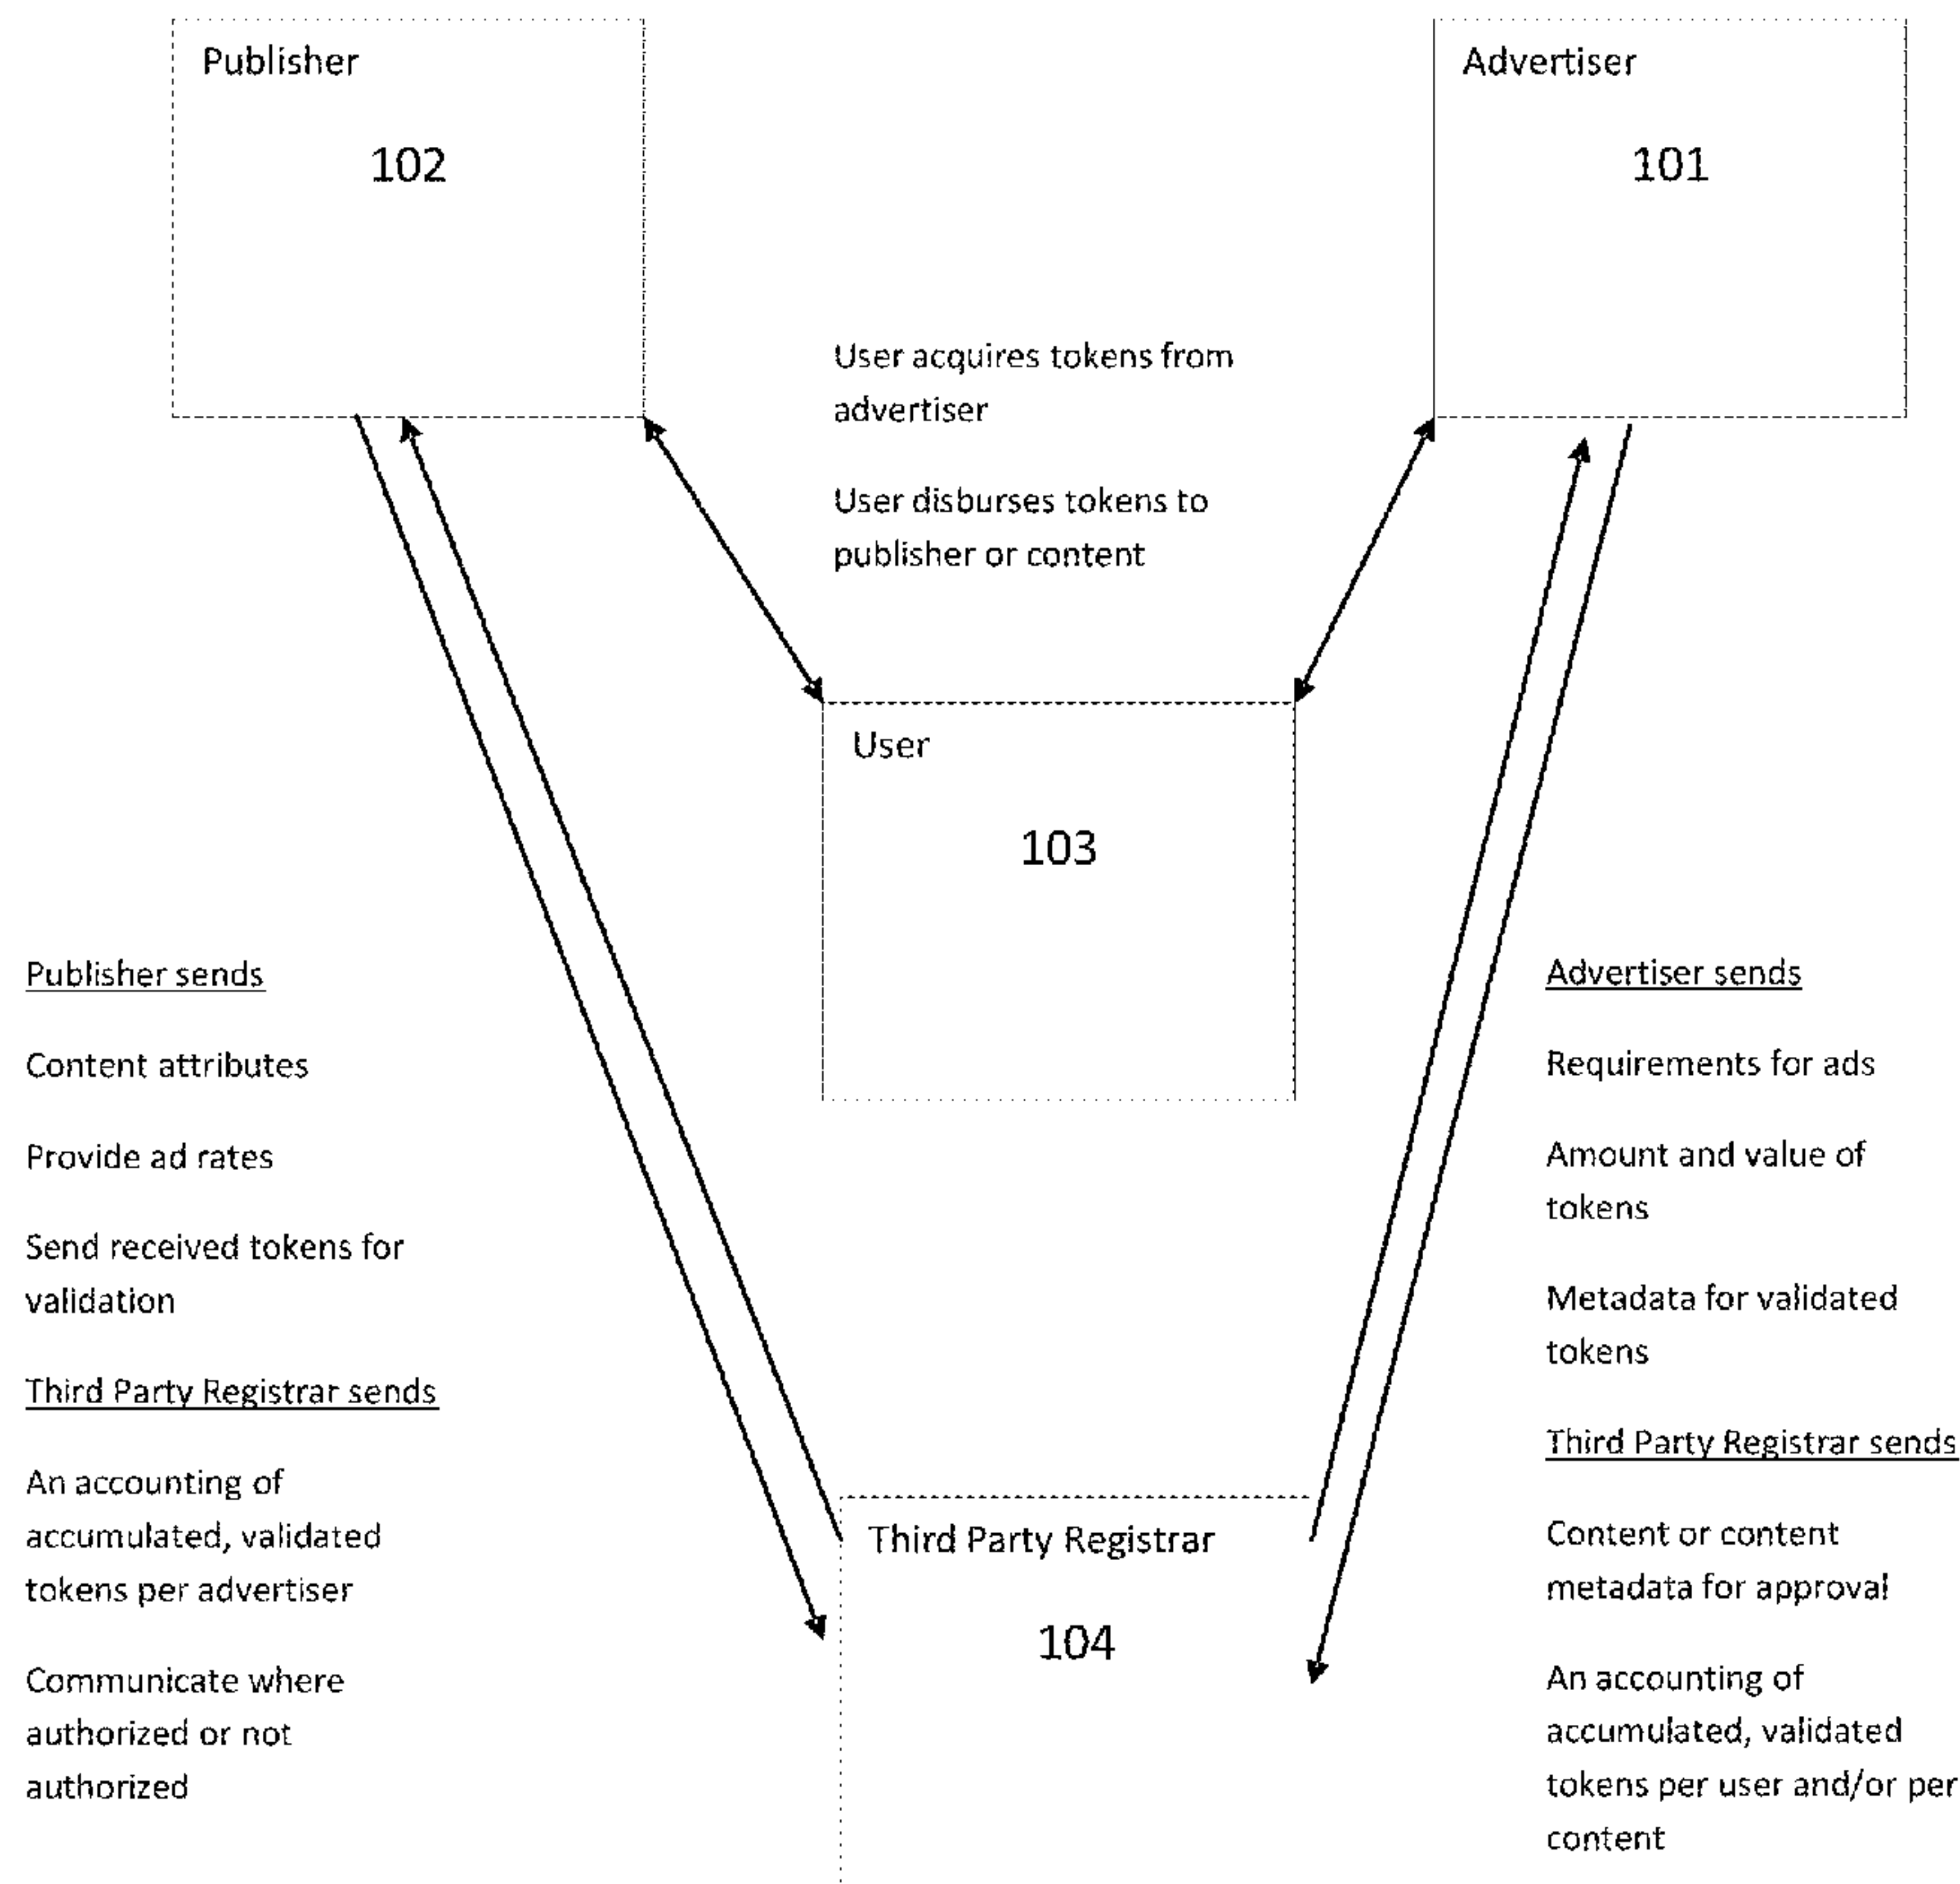 Publisher
102
Advertiser
101
User acquires tokens from
advertiser
User disburses tokens to
publisher or content
User
103
Publisher sends
Content attributes
Provide ad rates
Send received tokens for
validation
Third Party Registrar sends
An accounting of
accumulated, validated
tokens per advertiser
Communicate where
authorized or not
authorized
Advertiser sends
Requirements for ads
Amount and value of
tokens
Metadata for validated
tokens
Third Party Registrar sends
Content or content
metadata for approval
An accounting of
accumulated, validated
tokens per user and/or per
content
Third Party Registrar
104